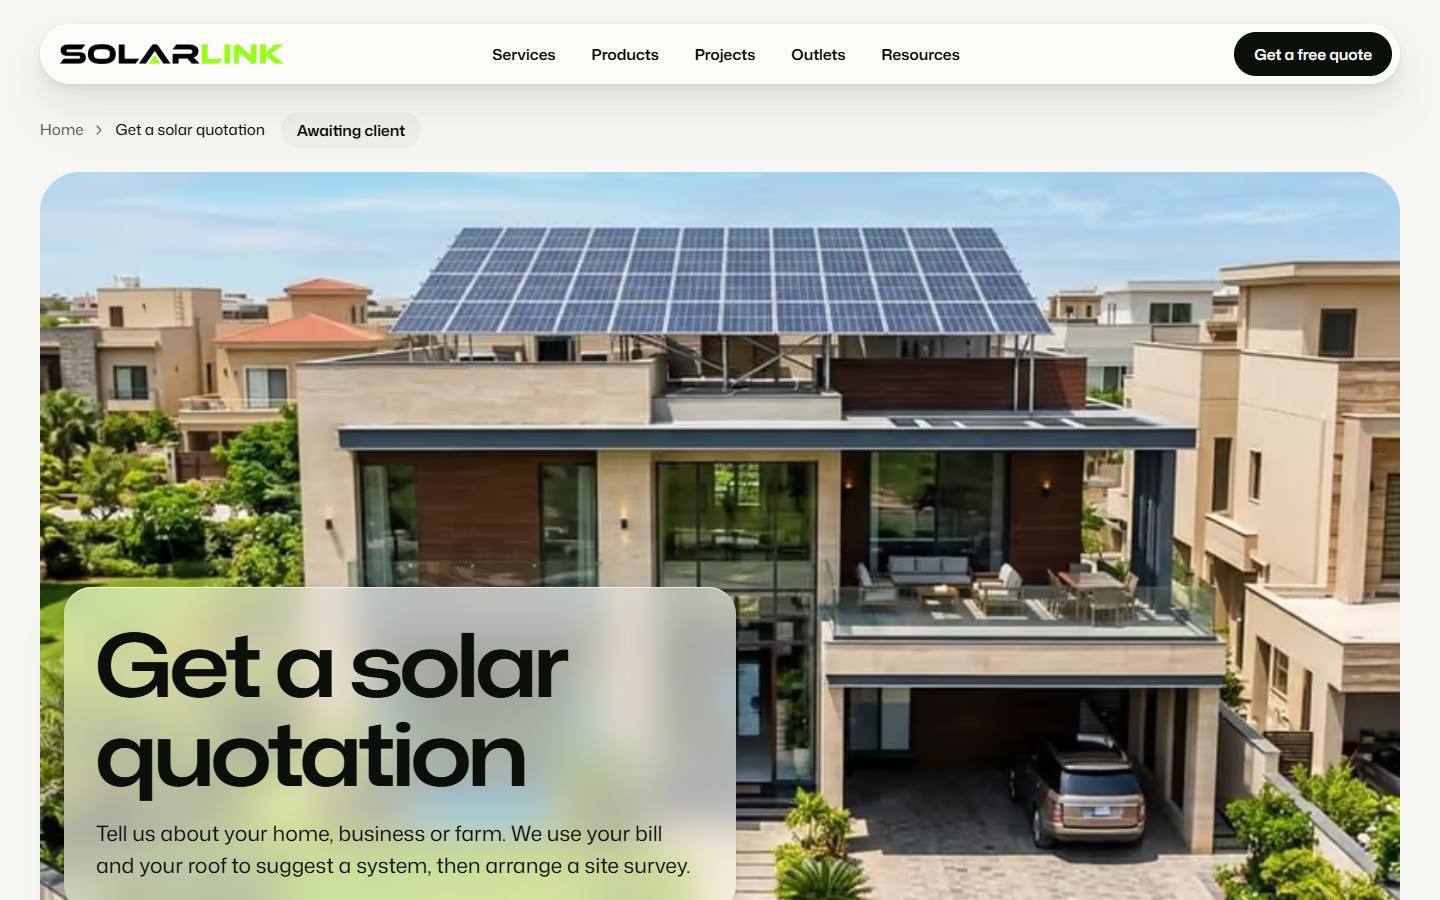 SOLARLINK
Services
Products
Projects
Outlets
Resources
Get a free quote
Home
Get a solar quotation
Awaiting client
Get a solar
quotation
Tell us about your home, business or farm. We use your bill
and your roof to suggest a system, then arrange a site survey.